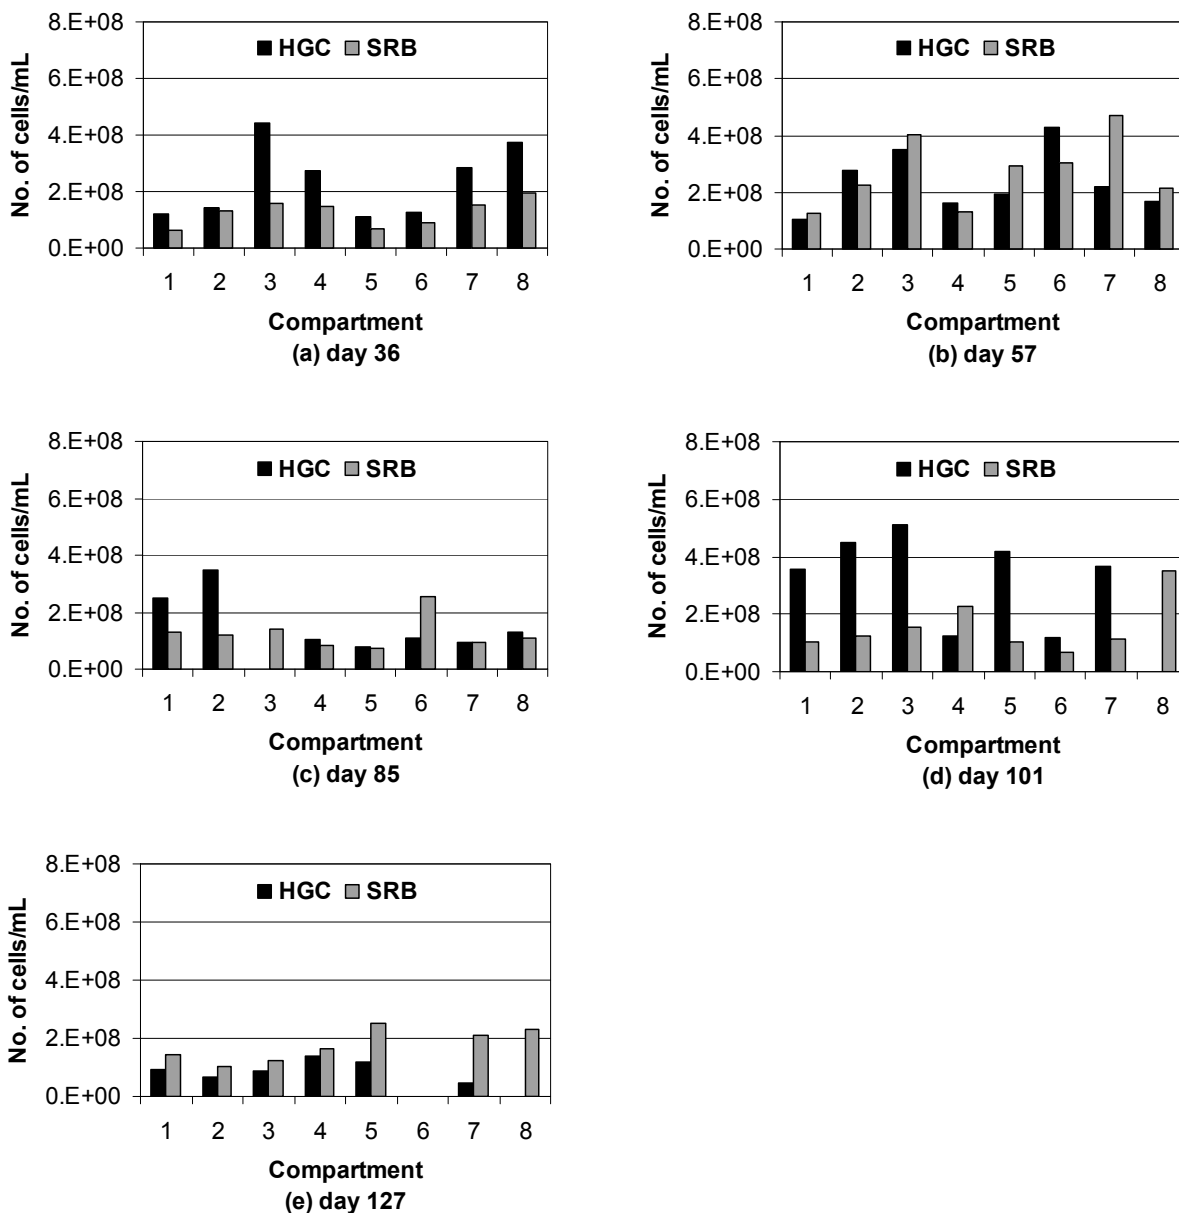 No. of cells/mL
8.E+08
6.E+08
4.E+08
2.E+08
0.E+00
HGC SRB
1 2 3 4 5 6 7 8
Compartment
(a) day 36
No. of cells/mL
8.E+08
6.E+08
4.E+08
2.E+08
0.E+00
HGC SRB
1 2 3 4 5 6 7 8
Compartment
(b) day 57
No. of cells/mL
8.E+08
6.E+08
4.E+08
2.E+08
0.E+00
HGC SRB
1 2 3 4 5 6 7 8
Compartment
(c) day 85
No. of cells/mL
8.E+08
6.E+08
4.E+08
2.E+08
0.E+00
HGC SRB
1 2 3 4 5 6 7 8
Compartment
(d) day 101
No. of cells/mL
8.E+08
6.E+08
4.E+08
2.E+08
0.E+00
HGC SRB
1 2 3 4 5 6 7 8
Compartment
(e) day 127